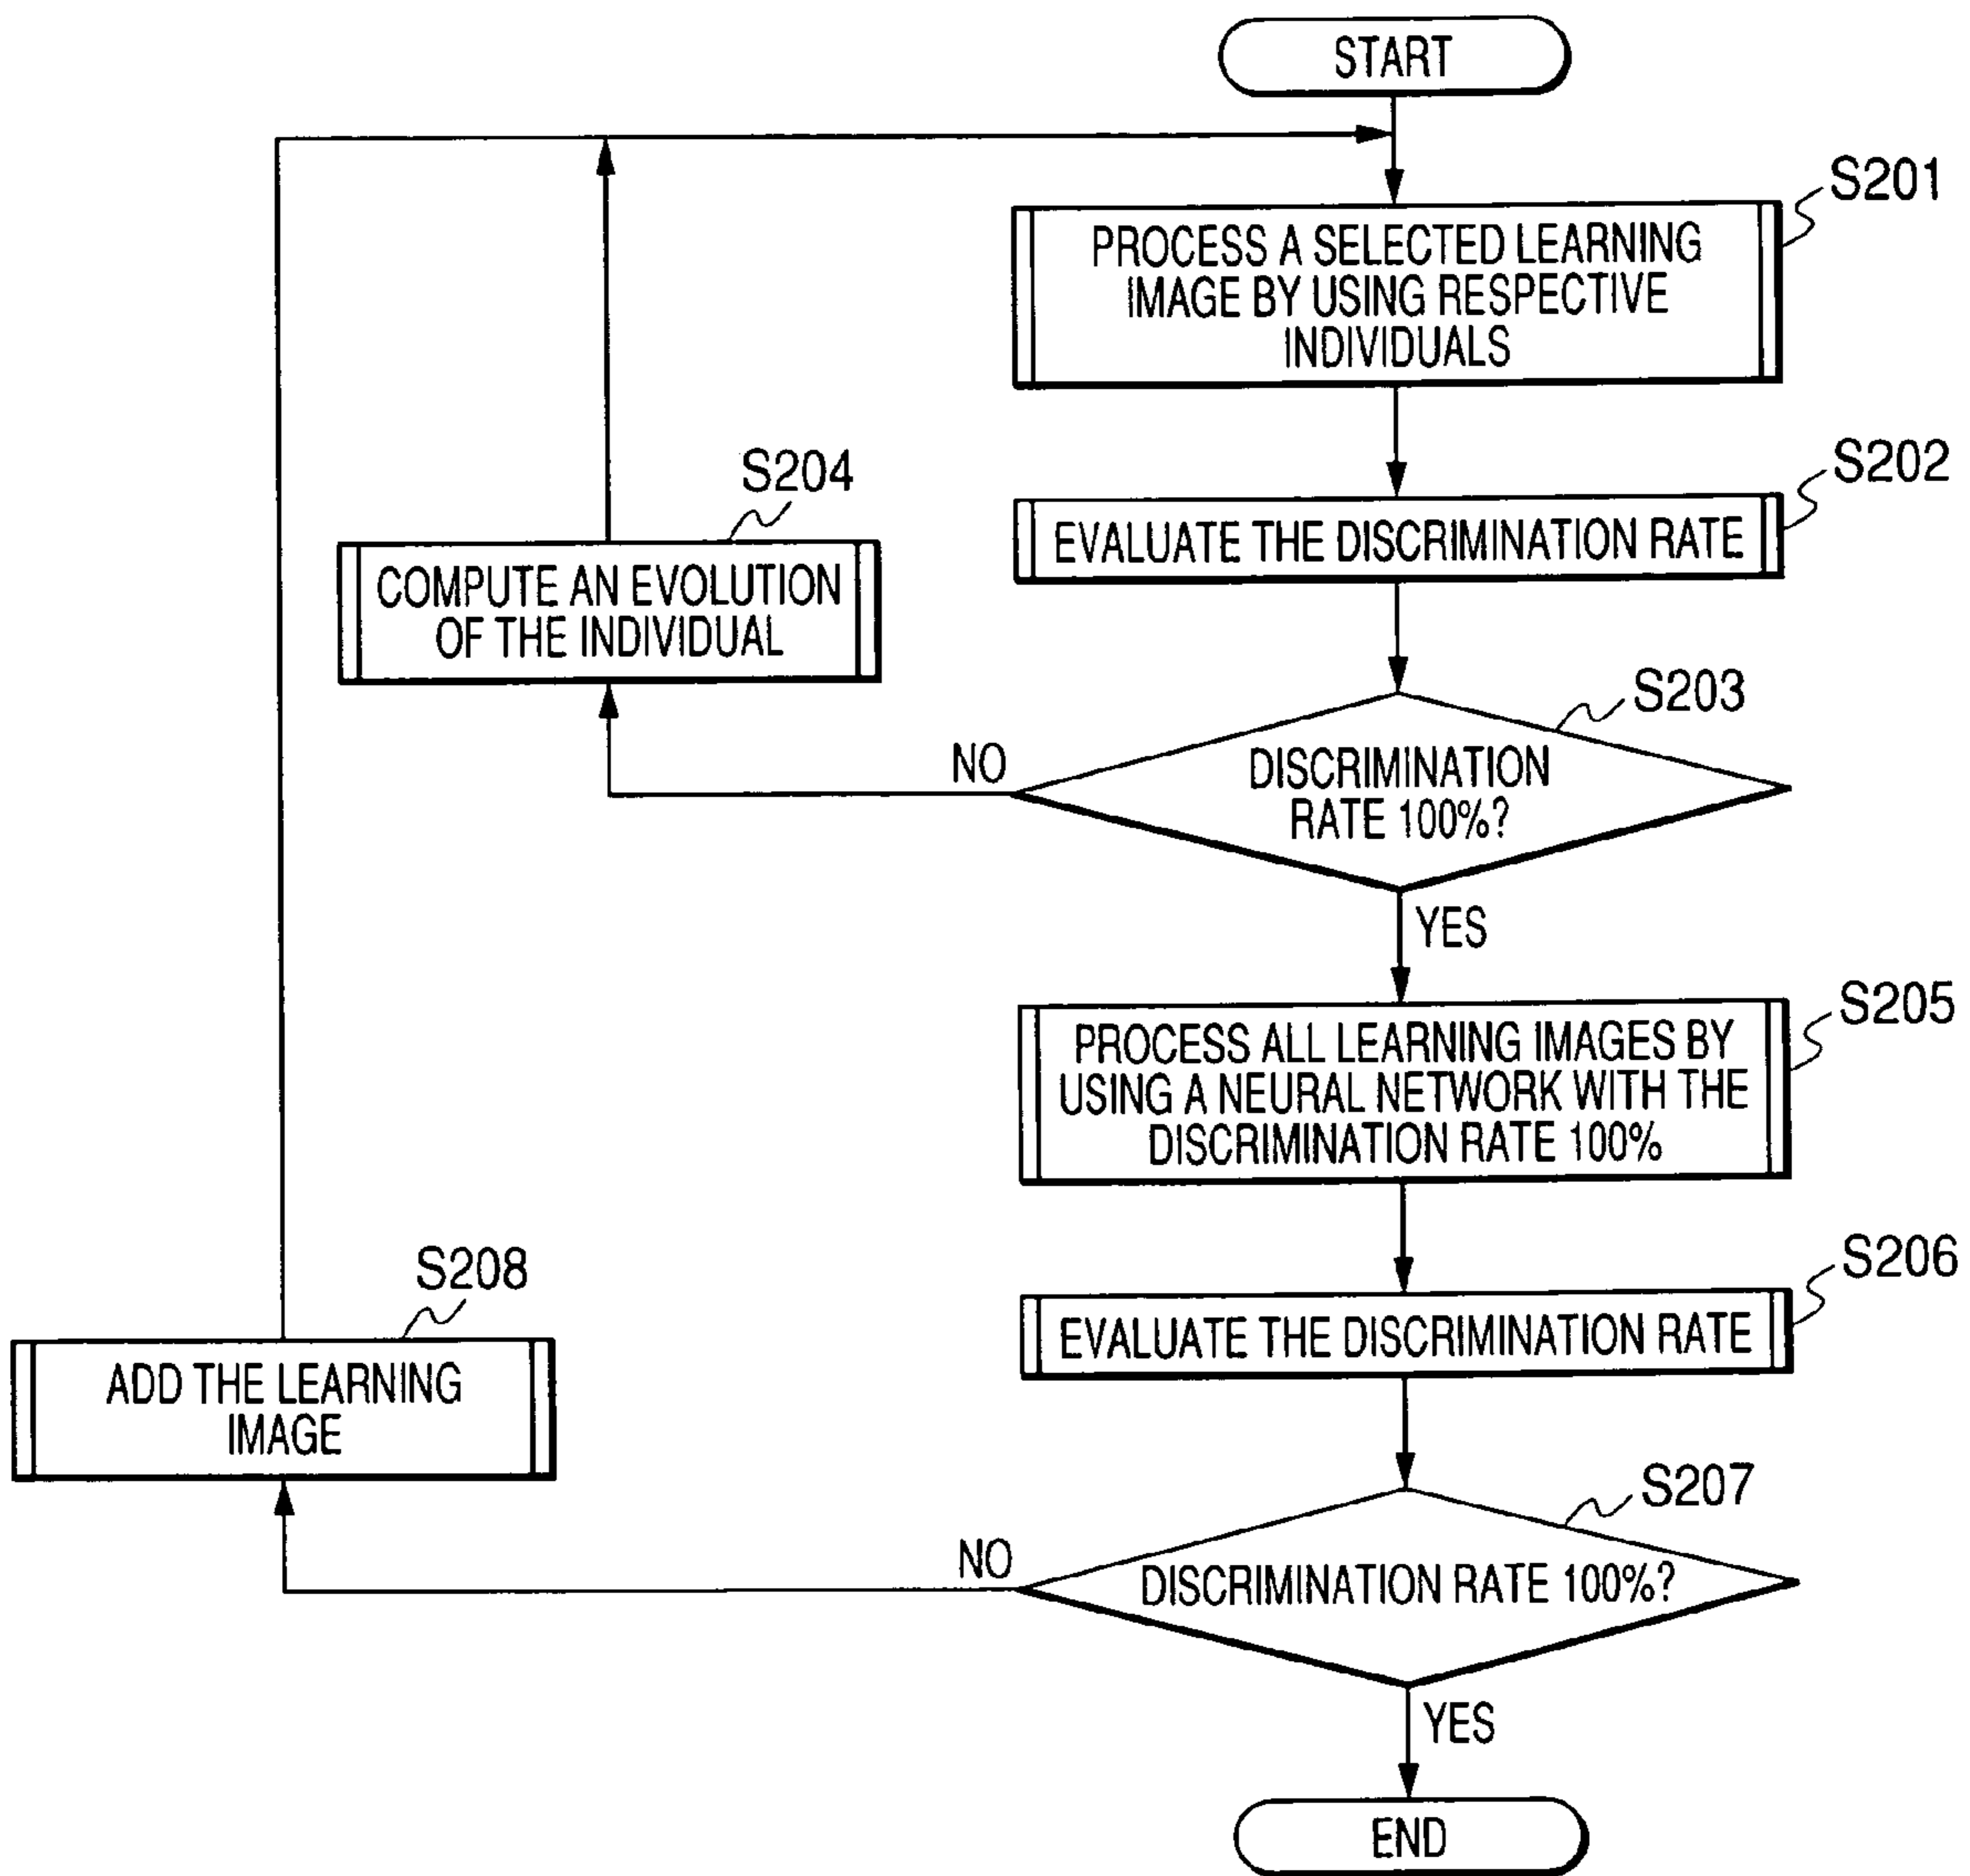 START
S201
PROCESS A SELECTED LEARNING
IMAGE BY USING RESPECTIVE
INDIVIDUALS
S202
EVALUATE THE DISCRIMINATION RATE
S204
COMPUTE AN EVOLUTION
OF THE INDIVIDUAL
S203
NO
DISCRIMINATION
RATE 100%?
YES
S205
PROCESS ALL LEARNING IMAGES BY
USING A NEURAL NETWORK WITH THE
DISCRIMINATION RATE 100%
S206
EVALUATE THE DISCRIMINATION RATE
S208
ADD THE LEARNING
IMAGE
S207
NO
DISCRIMINATION RATE 100%?
YES
END